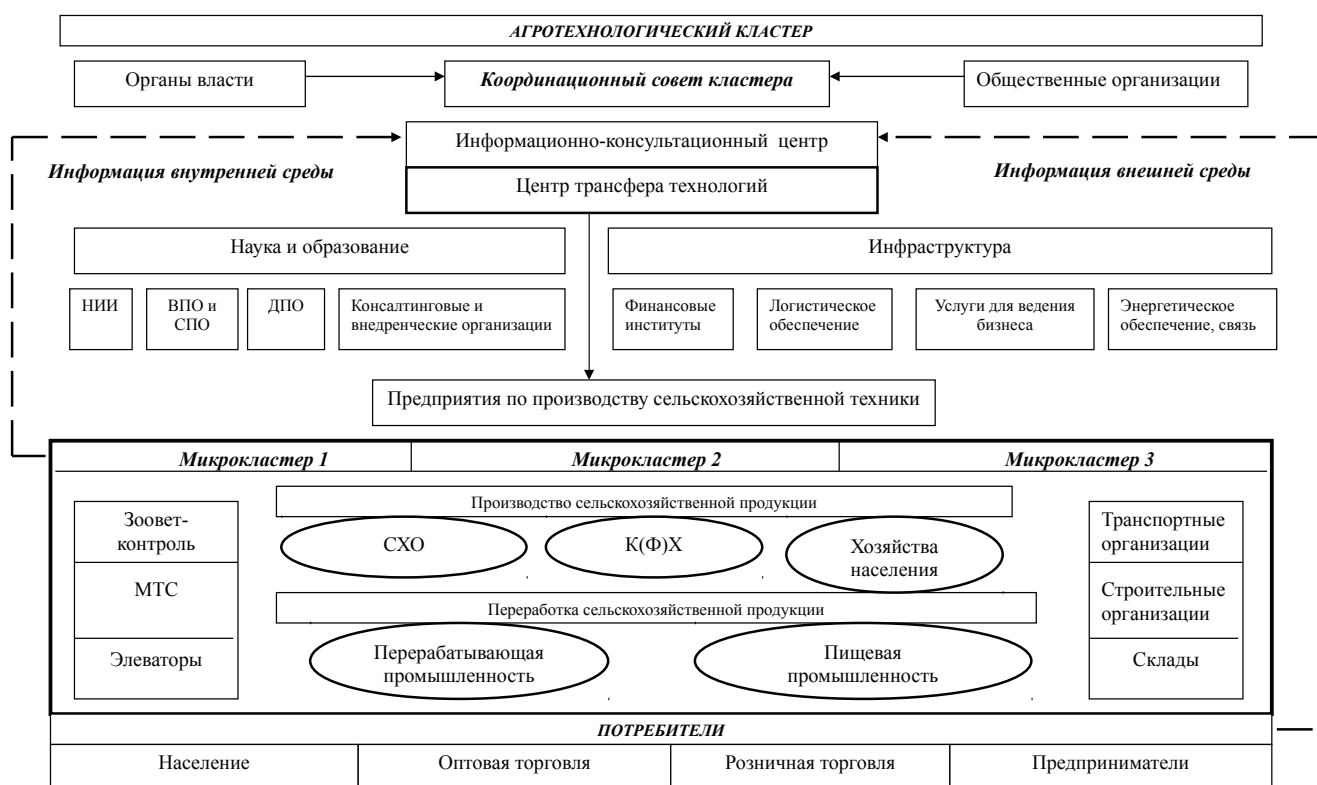 АГРОТЕХНОЛОГИЧЕСКИЙ КЛАСТЕР
Органы власти
Координационный совет кластера
Общественные организации
Информационно-консультационный центр
Информация внутренней среды
Информация внешней среды
Центр трансфера технологий
Наука и образование
Инфраструктура
НИИ
ВПО и
СПО
ДПО
Консалтинговые и
внедренческие организации
Финансовые
институты
Логистическое
обеспечение
Услуги для ведения
бизнеса
Энергетическое
обеспечение, связь
Предприятия по производству сельскохозяйственной техники
Микрокластер 1
Микрокластер 2
Микрокластер 3
Зоовет-
контроль
МТС
Элеваторы
Производство сельскохозяйственной продукции
СХО
К(Ф)Х
Хозяйства
населения
Переработка сельскохозяйственной продукции
Перерабатывающая
промышленность
Пищевая
промышленность
Транспортные
организации
Строительные
организации
Склады
ПОТРЕБИТЕЛИ
Население
Оптовая торговля
Розничная торговля
Предприниматели